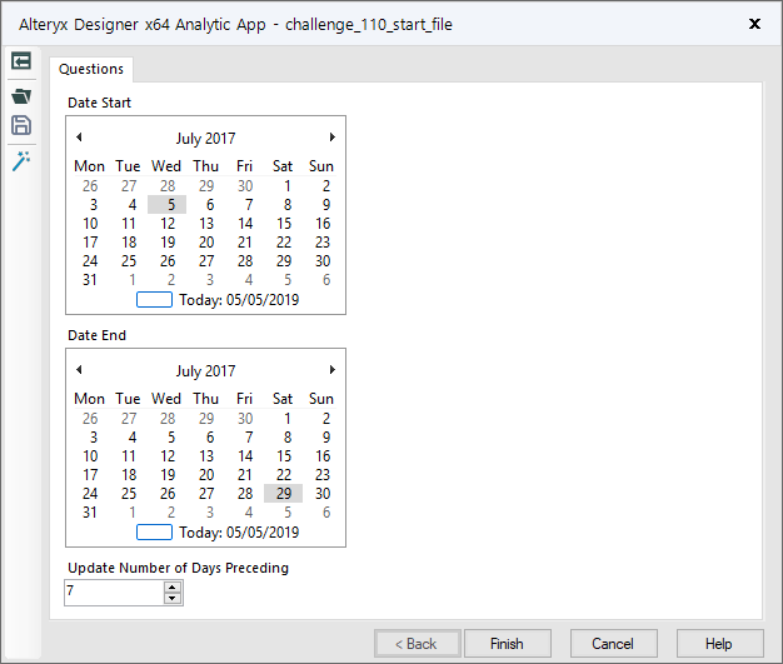 Alteryx Designer x64 Analytic App - challenge_110_start_file
Questions
Date Start
July 2017
Mon Tue Wed Thu Fri Sat Sun
26 27 28 29 30 1 2
3 4 5 6 7 8 9
10 11 12 13 14 15 16
17 18 19 20 21 22 23
24 25 26 27 28 29 30
31 1 2 3 4 5 6
Today: 05/05/2019
Date End
July 2017
Mon Tue Wed Thu Fri Sat Sun
26 27 28 29 30 1 2
3 4 5 6 7 8 9
10 11 12 13 14 15 16
17 18 19 20 21 22 23
24 25 26 27 28 29 30
31 1 2 3 4 5 6
Today: 05/05/2019
Update Number of Days Preceding
7
< Back Finish Cancel Help